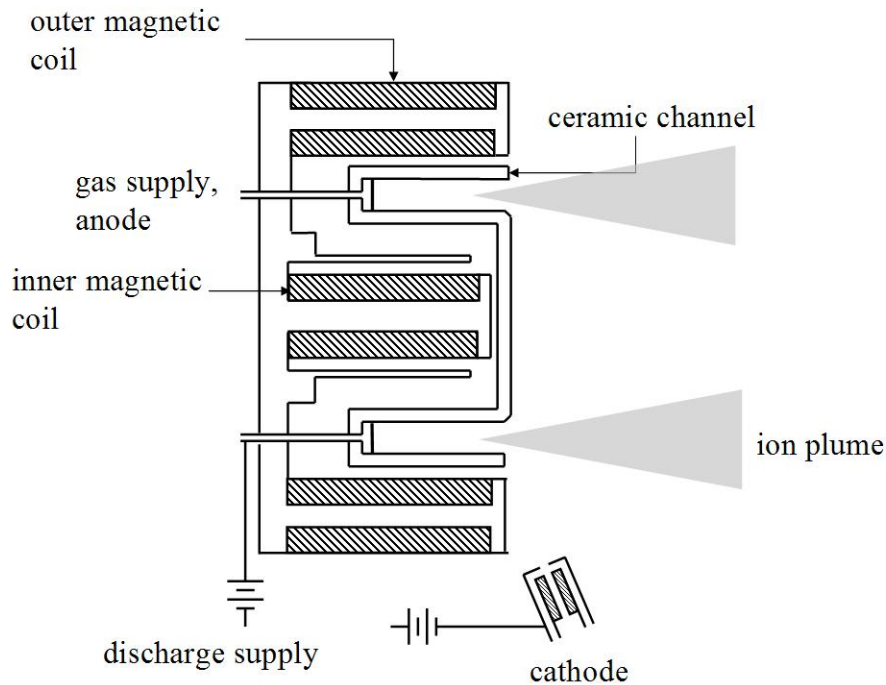 outer magnetic
coil
ceramic channel
gas supply,
anode
inner magnetic
coil
ion plume
discharge supply
cathode